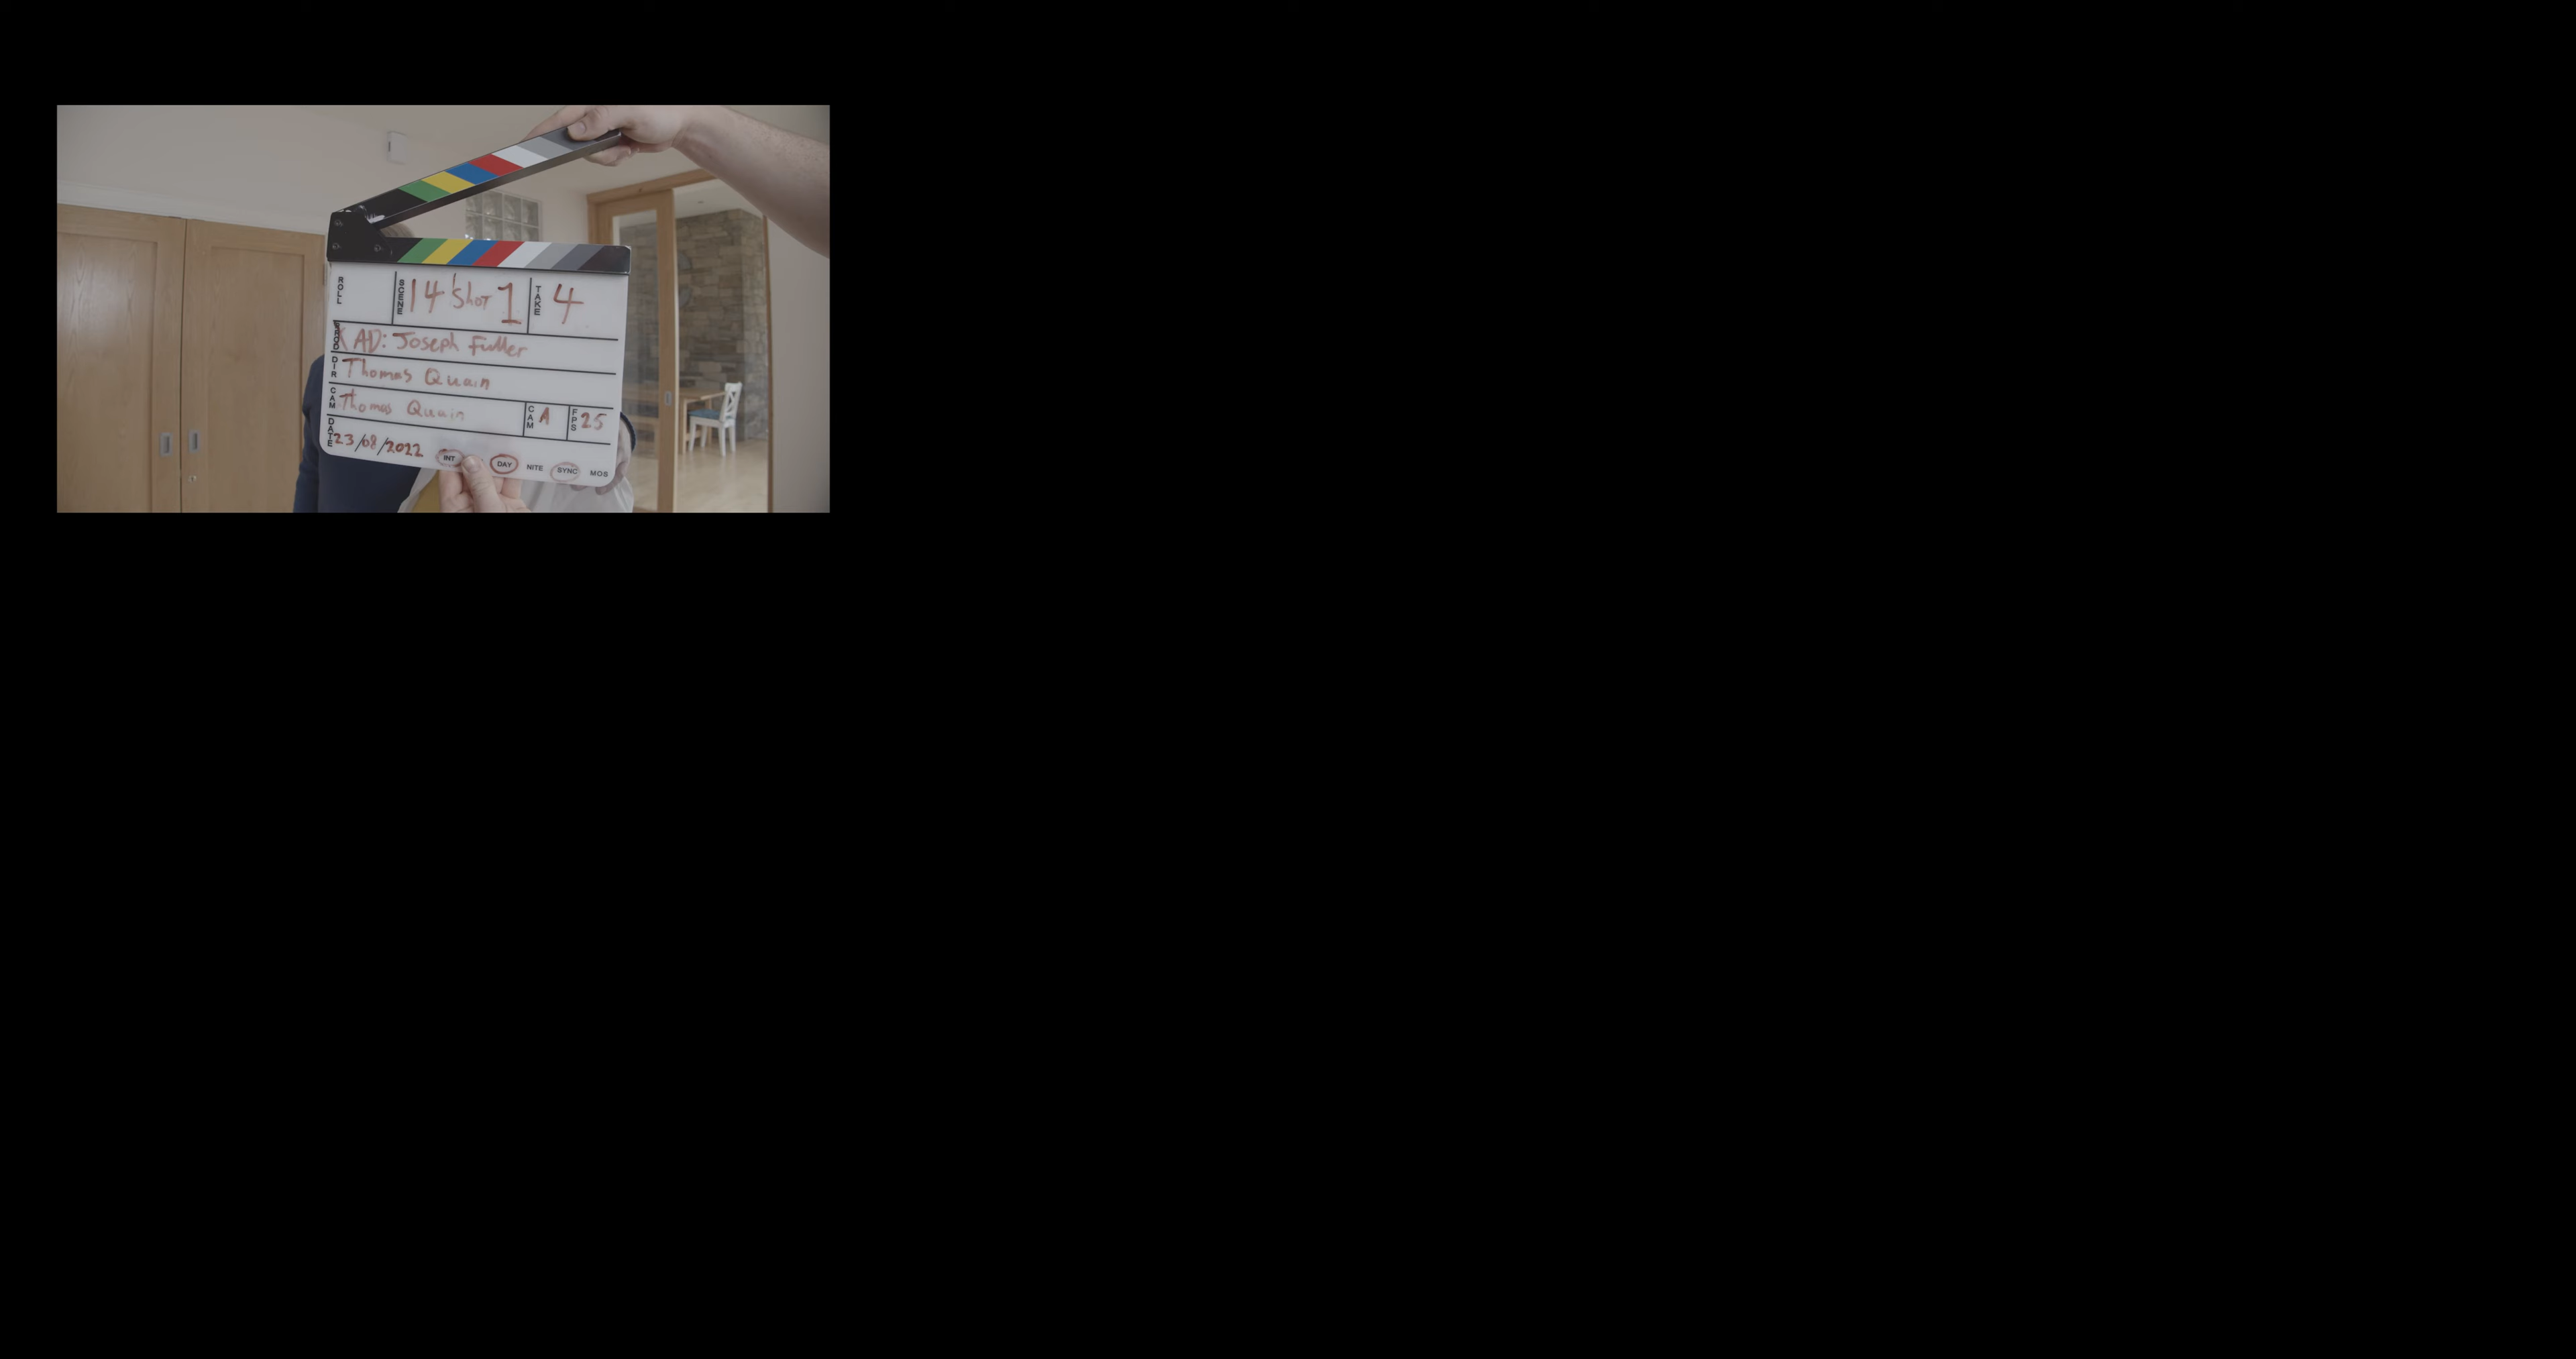 ROLL SCENE 14 Shot 1 TAKE 4
PROD AD: Joseph Fuller
DIR Thomas Quain
CAM Thomas Quain CAM A FPS 25
DATE 23/08/2022 INT DAY NITE SYNC MOS